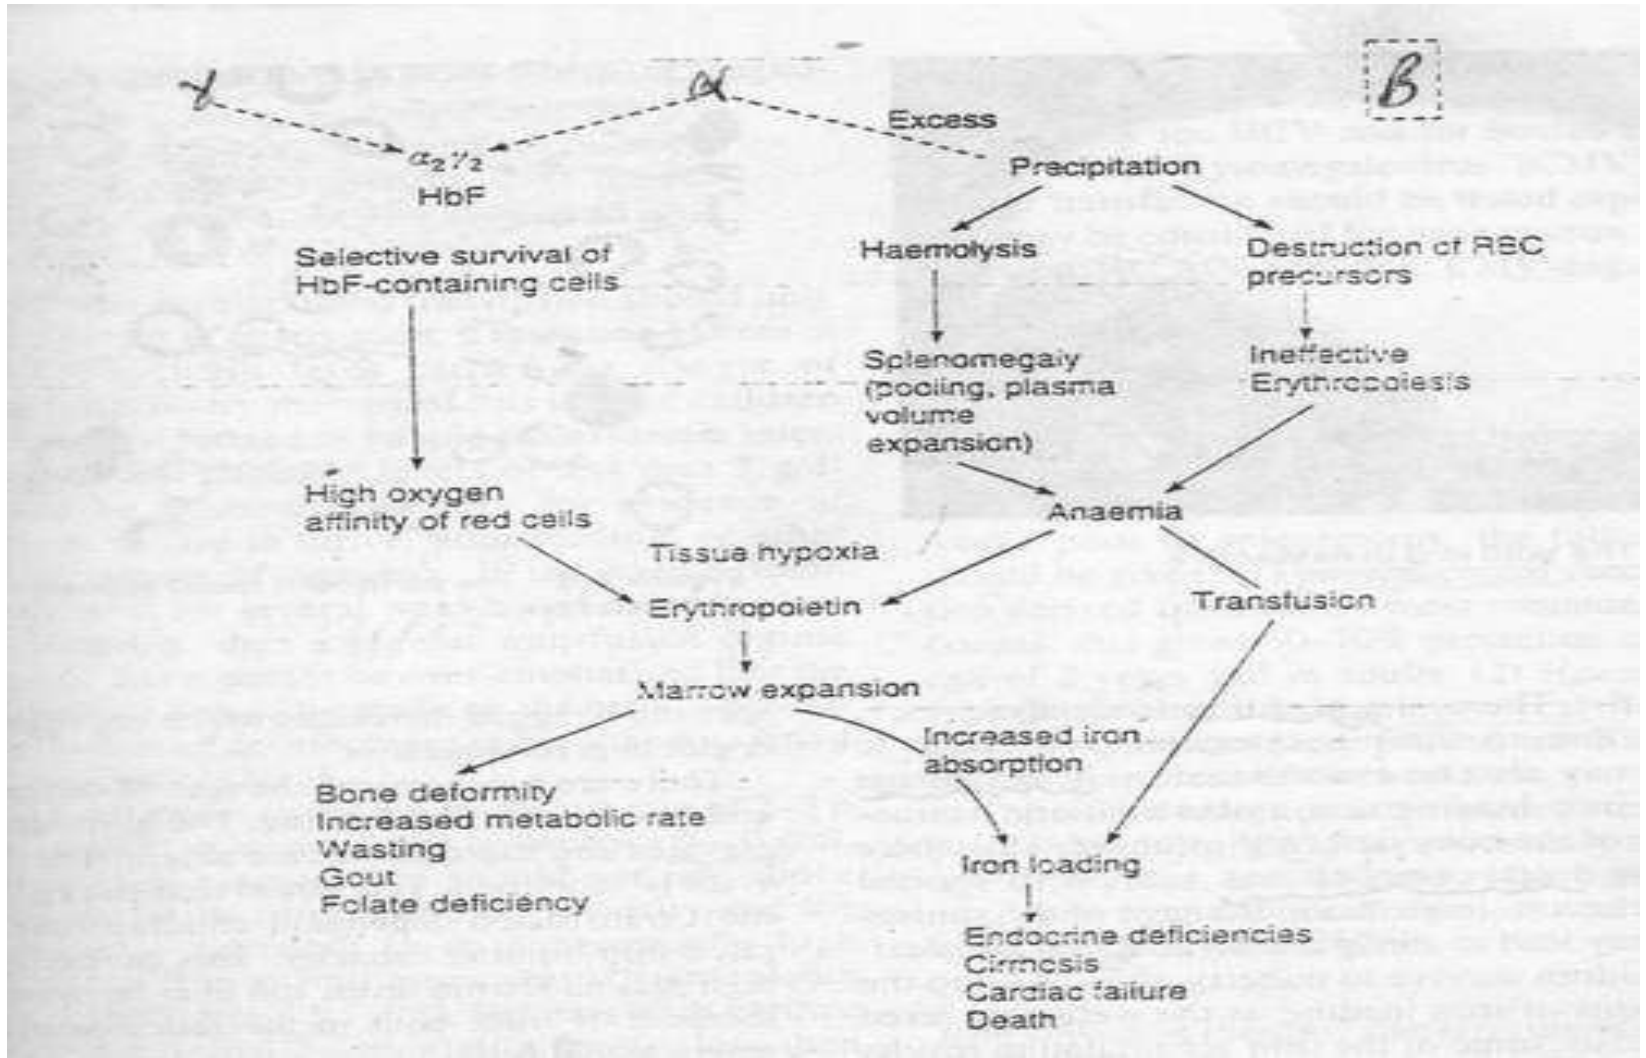 γ
α
B
Excess
α₂γ₂
HbF
Precipitation
Selective survival of
HbF-containing cells
Haemolysis
Destruction of RBC
precursors
Splenomegaly
(pooling, plasma
volume
expansion)
Ineffective
Erythropoiesis
High oxygen
affinity of red cells
Anaemia
Tissue hypoxia
Erythropoietin
Transfusion
Marrow expansion
Increased iron
absorption
Bone deformity
Increased metabolic rate
Wasting
Gout
Folate deficiency
Iron loading
Endocrine deficiencies
Cirrhosis
Cardiac failure
Death